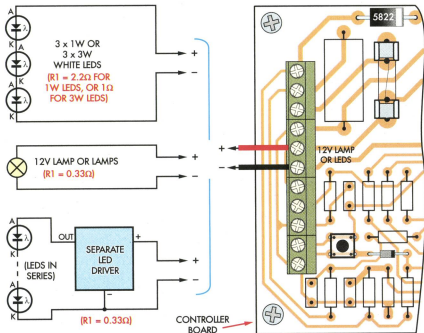 A
λ
K
A
λ
K
A
λ
K
3 x 1W OR
3 x 3W
WHITE LEDS
(R1 = 2.2Ω FOR
1W LEDS, OR 1Ω
FOR 3W LEDS)
+
−
12V LAMP OR LAMPS
(R1 = 0.33Ω)
+
−
A
λ
K
(LEDS IN
SERIES)
A
λ
K
OUT
+
SEPARATE
LED
DRIVER
−
(R1 = 0.33Ω)
+
−
+
−
12V LAMP
OR LEDS
5822
CONTROLLER
BOARD